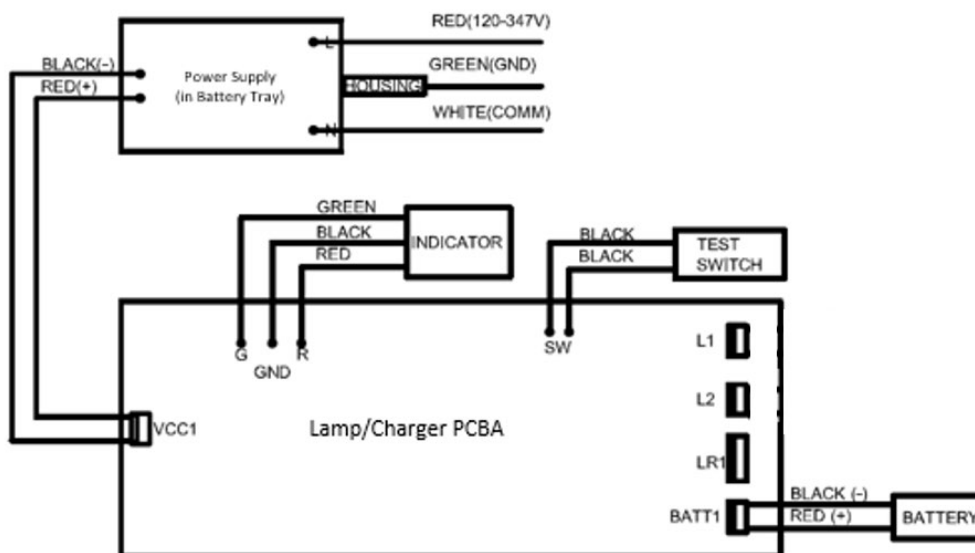 RED(120-347V)
BLACK(-)
RED(+)
Power Supply
(in Battery Tray)
L
GREEN(GND)
HOUSING
WHITE(COMM)
N
GREEN
BLACK
RED
INDICATOR
BLACK
BLACK
TEST
SWITCH
G
GND
R
SW
L1
L2
LR1
VCC1
Lamp/Charger PCBA
BATT1
BLACK (-)
RED (+)
BATTERY